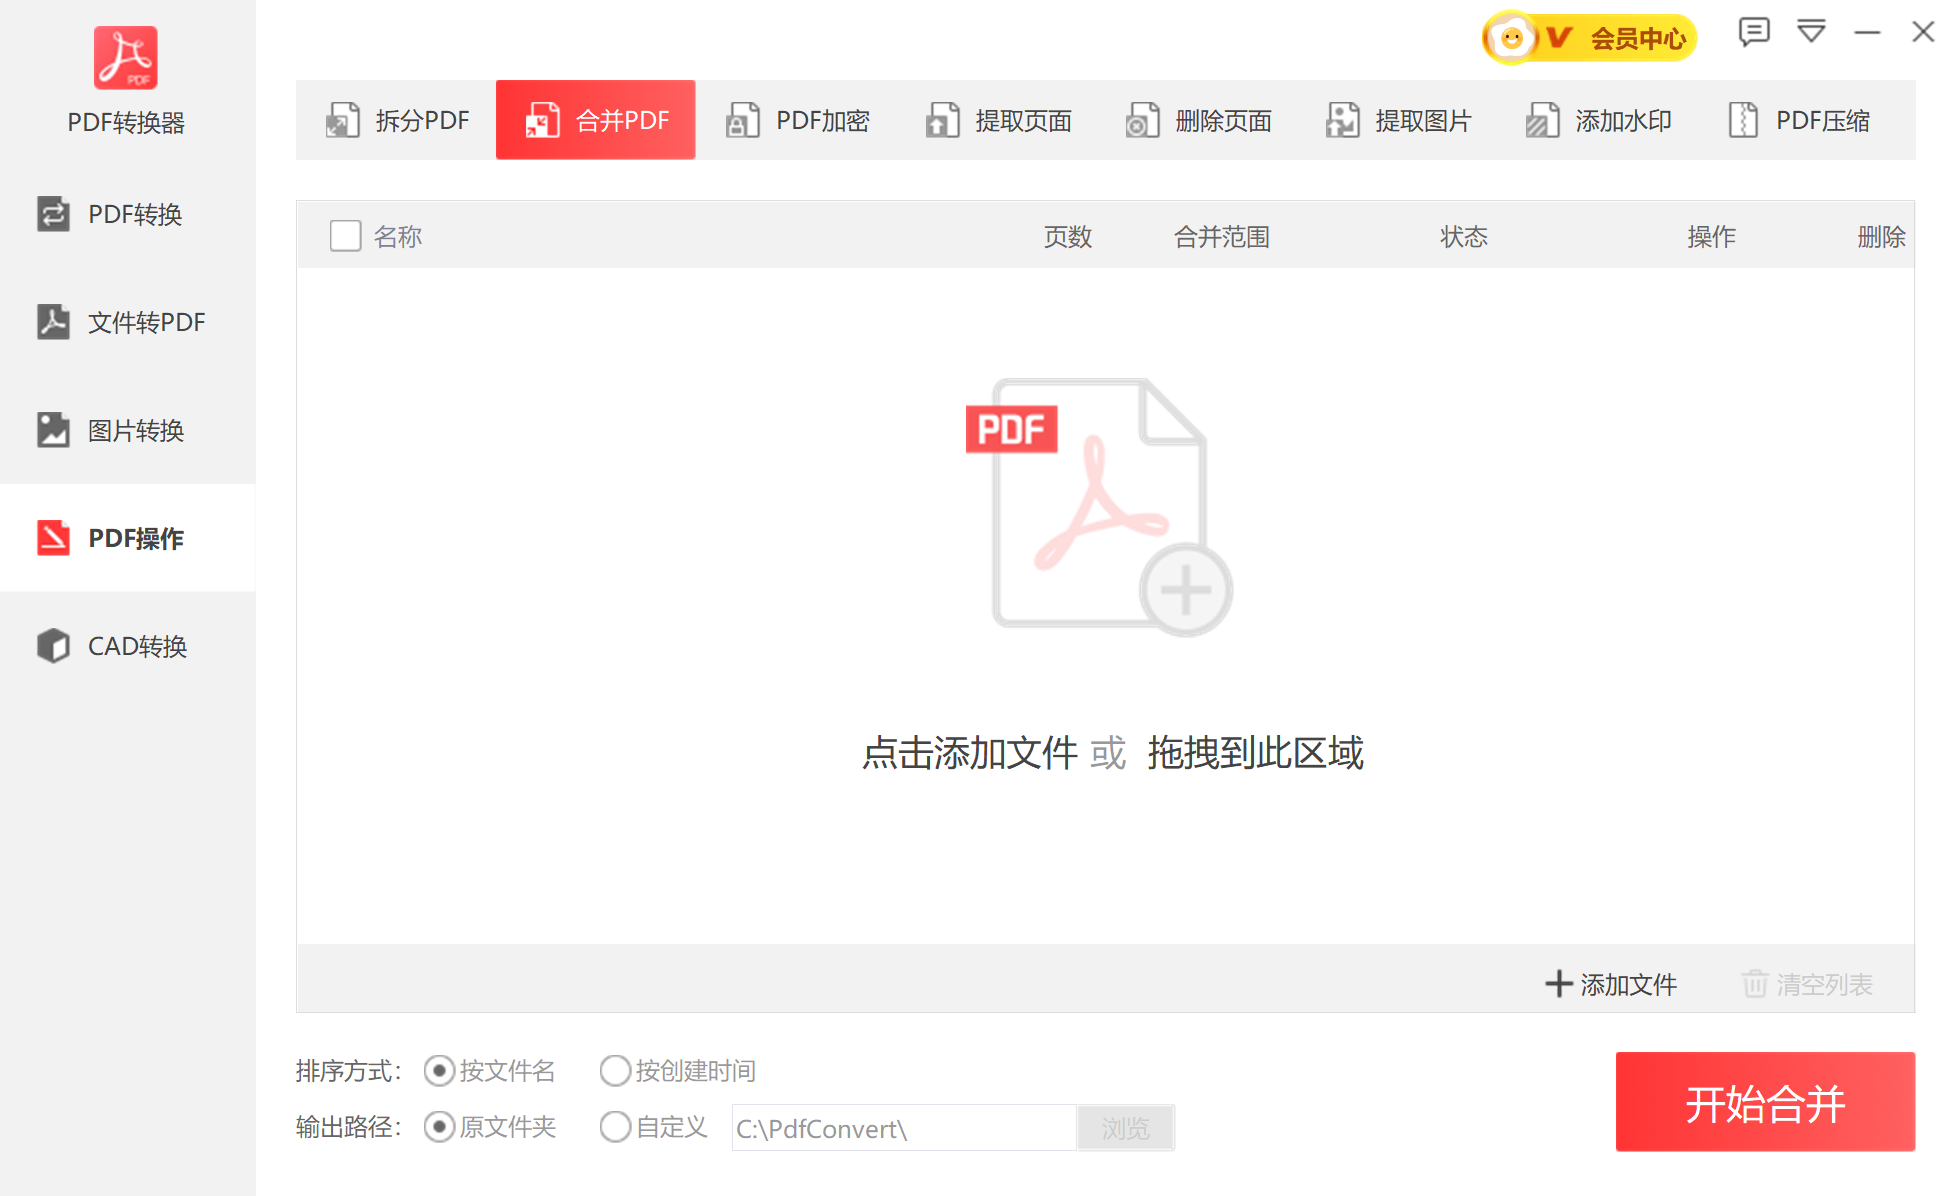 V 会员中心
PDF
PDF转换器
PDF转换
文件转PDF
图片转换
PDF操作
CAD转换
拆分PDF 合并PDF PDF加密 提取页面 删除页面 提取图片 添加水印 PDF压缩
名称 页数 合并范围 状态 操作 删除
PDF
点击添加文件 或 拖拽到此区域
添加文件 清空列表
排序方式: 按文件名 按创建时间
输出路径: 原文件夹 自定义 C:\PdfConvert\ 浏览
开始合并